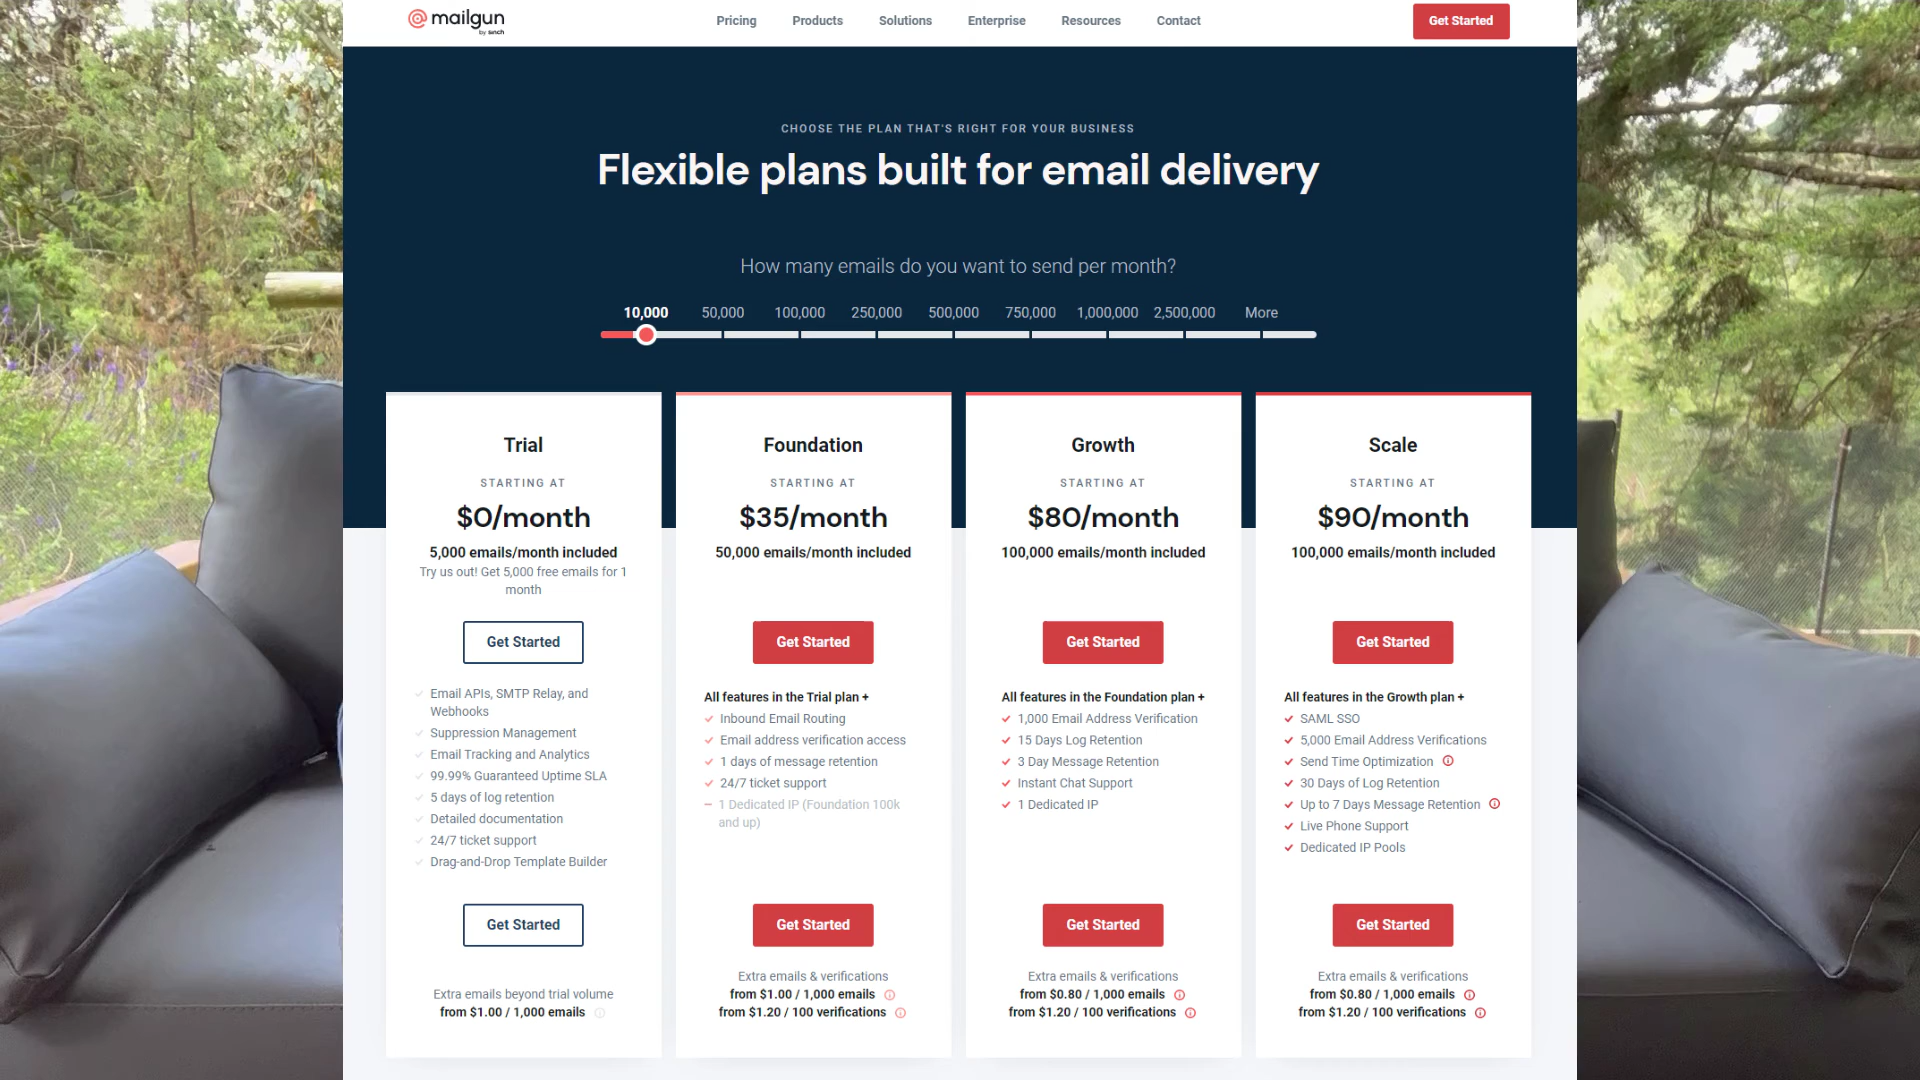 mailgun
by sinch
Pricing
Products
Solutions
Enterprise
Resources
Contact
Get Started
CHOOSE THE PLAN THAT'S RIGHT FOR YOUR BUSINESS
Flexible plans built for email delivery
How many emails do you want to send per month?
10,000
50,000
100,000
250,000
500,000
750,000
1,000,000
2,500,000
More
Trial
STARTING AT
$0/month
5,000 emails/month included
Try us out! Get 5,000 free emails for 1
month
Get Started
Email APIs, SMTP Relay, and
Webhooks
Suppression Management
Email Tracking and Analytics
99.99% Guaranteed Uptime SLA
5 days of log retention
Detailed documentation
24/7 ticket support
Drag-and-Drop Template Builder
Get Started
Extra emails beyond trial volume
from $1.00 / 1,000 emails
Foundation
STARTING AT
$35/month
50,000 emails/month included
Get Started
All features in the Trial plan +
Inbound Email Routing
Email address verification access
1 days of message retention
24/7 ticket support
1 Dedicated IP (Foundation 100k
and up)
Get Started
Extra emails & verifications
from $1.00 / 1,000 emails
from $1.20 / 100 verifications
Growth
STARTING AT
$80/month
100,000 emails/month included
Get Started
All features in the Foundation plan +
1,000 Email Address Verification
15 Days Log Retention
3 Day Message Retention
Instant Chat Support
1 Dedicated IP
Get Started
Extra emails & verifications
from $0.80 / 1,000 emails
from $1.20 / 100 verifications
Scale
STARTING AT
$90/month
100,000 emails/month included
Get Started
All features in the Growth plan +
SAML SSO
5,000 Email Address Verifications
Send Time Optimization
30 Days of Log Retention
Up to 7 Days Message Retention
Live Phone Support
Dedicated IP Pools
Get Started
Extra emails & verifications
from $0.80 / 1,000 emails
from $1.20 / 100 verifications